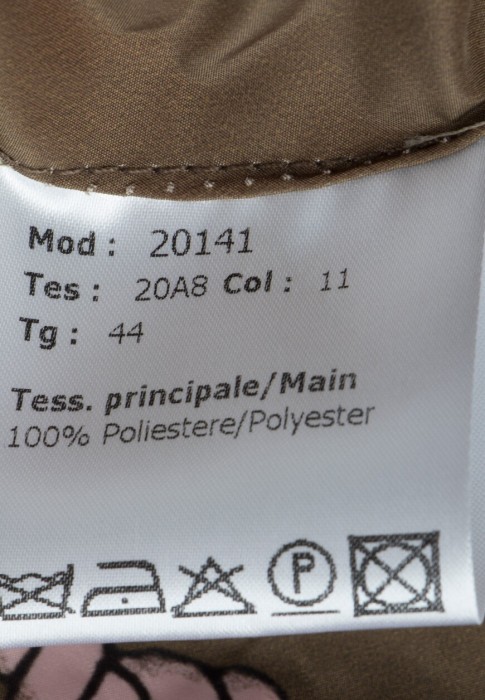 Mod : 20141
Tes : 20A8 Col : 11
Tg : 44
Tess. principale/Main
100% Poliestere/Polyester
P